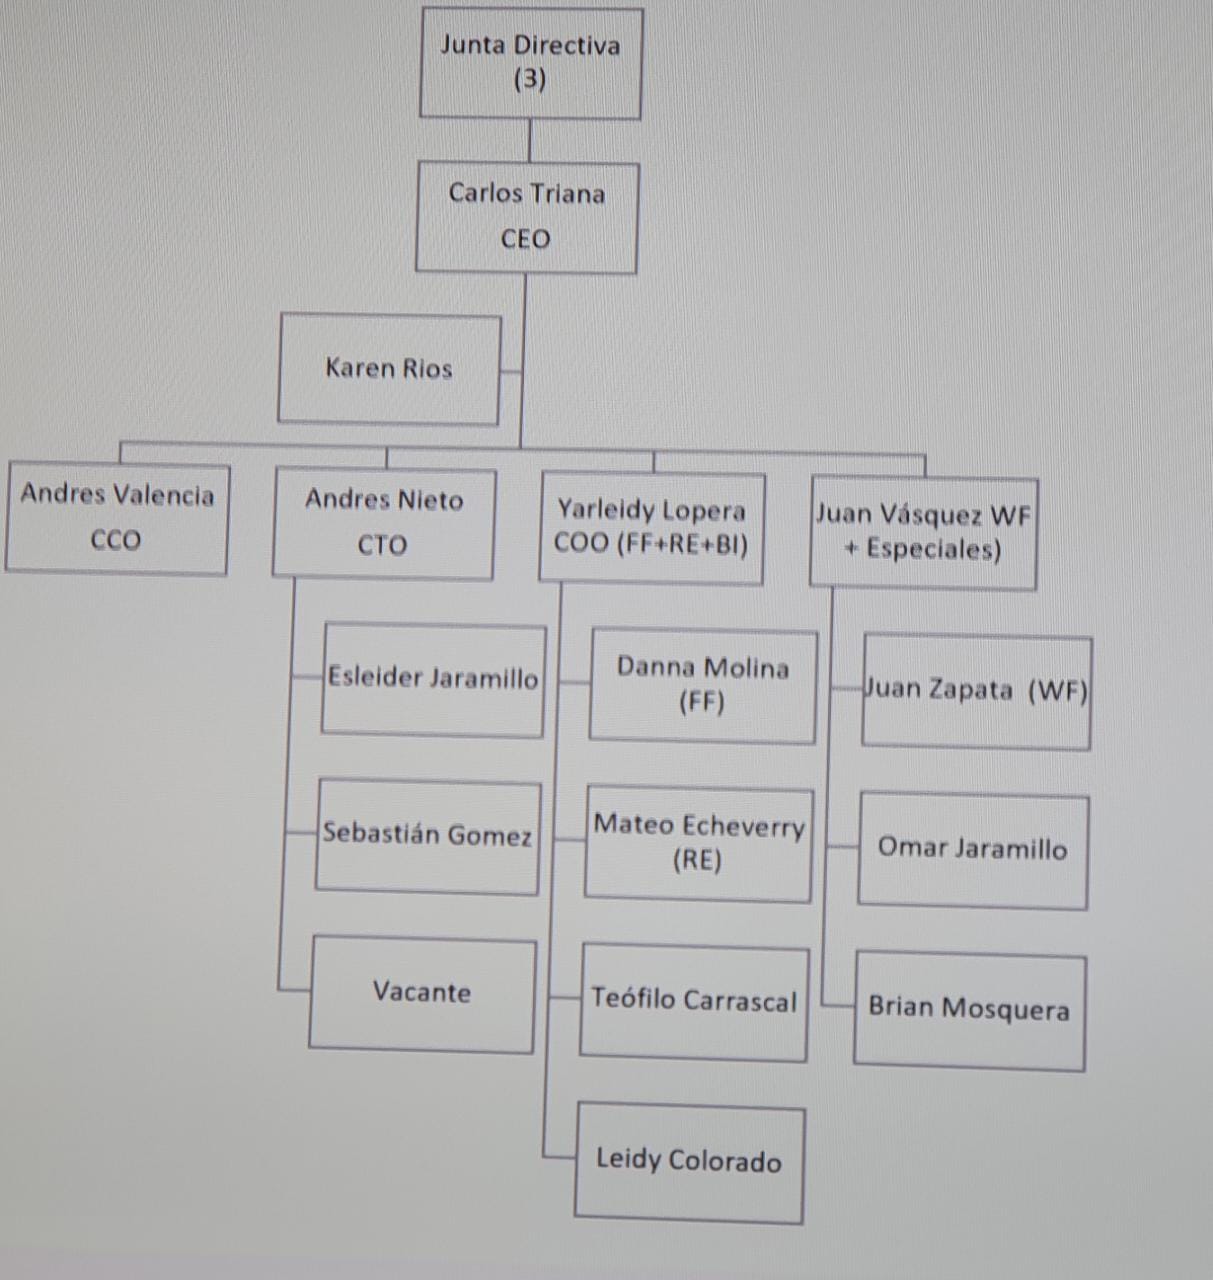 Junta Directiva
(3)
Carlos Triana
CEO
Karen Rios
Andres Valencia
CCO
Andres Nieto
CTO
Yarleidy Lopera
COO (FF+RE+BI)
Juan Vásquez WF
+ Especiales)
Esleider Jaramillo
Sebastián Gomez
Vacante
Danna Molina
(FF)
Mateo Echeverry
(RE)
Teófilo Carrascal
Leidy Colorado
Juan Zapata (WF)
Omar Jaramillo
Brian Mosquera